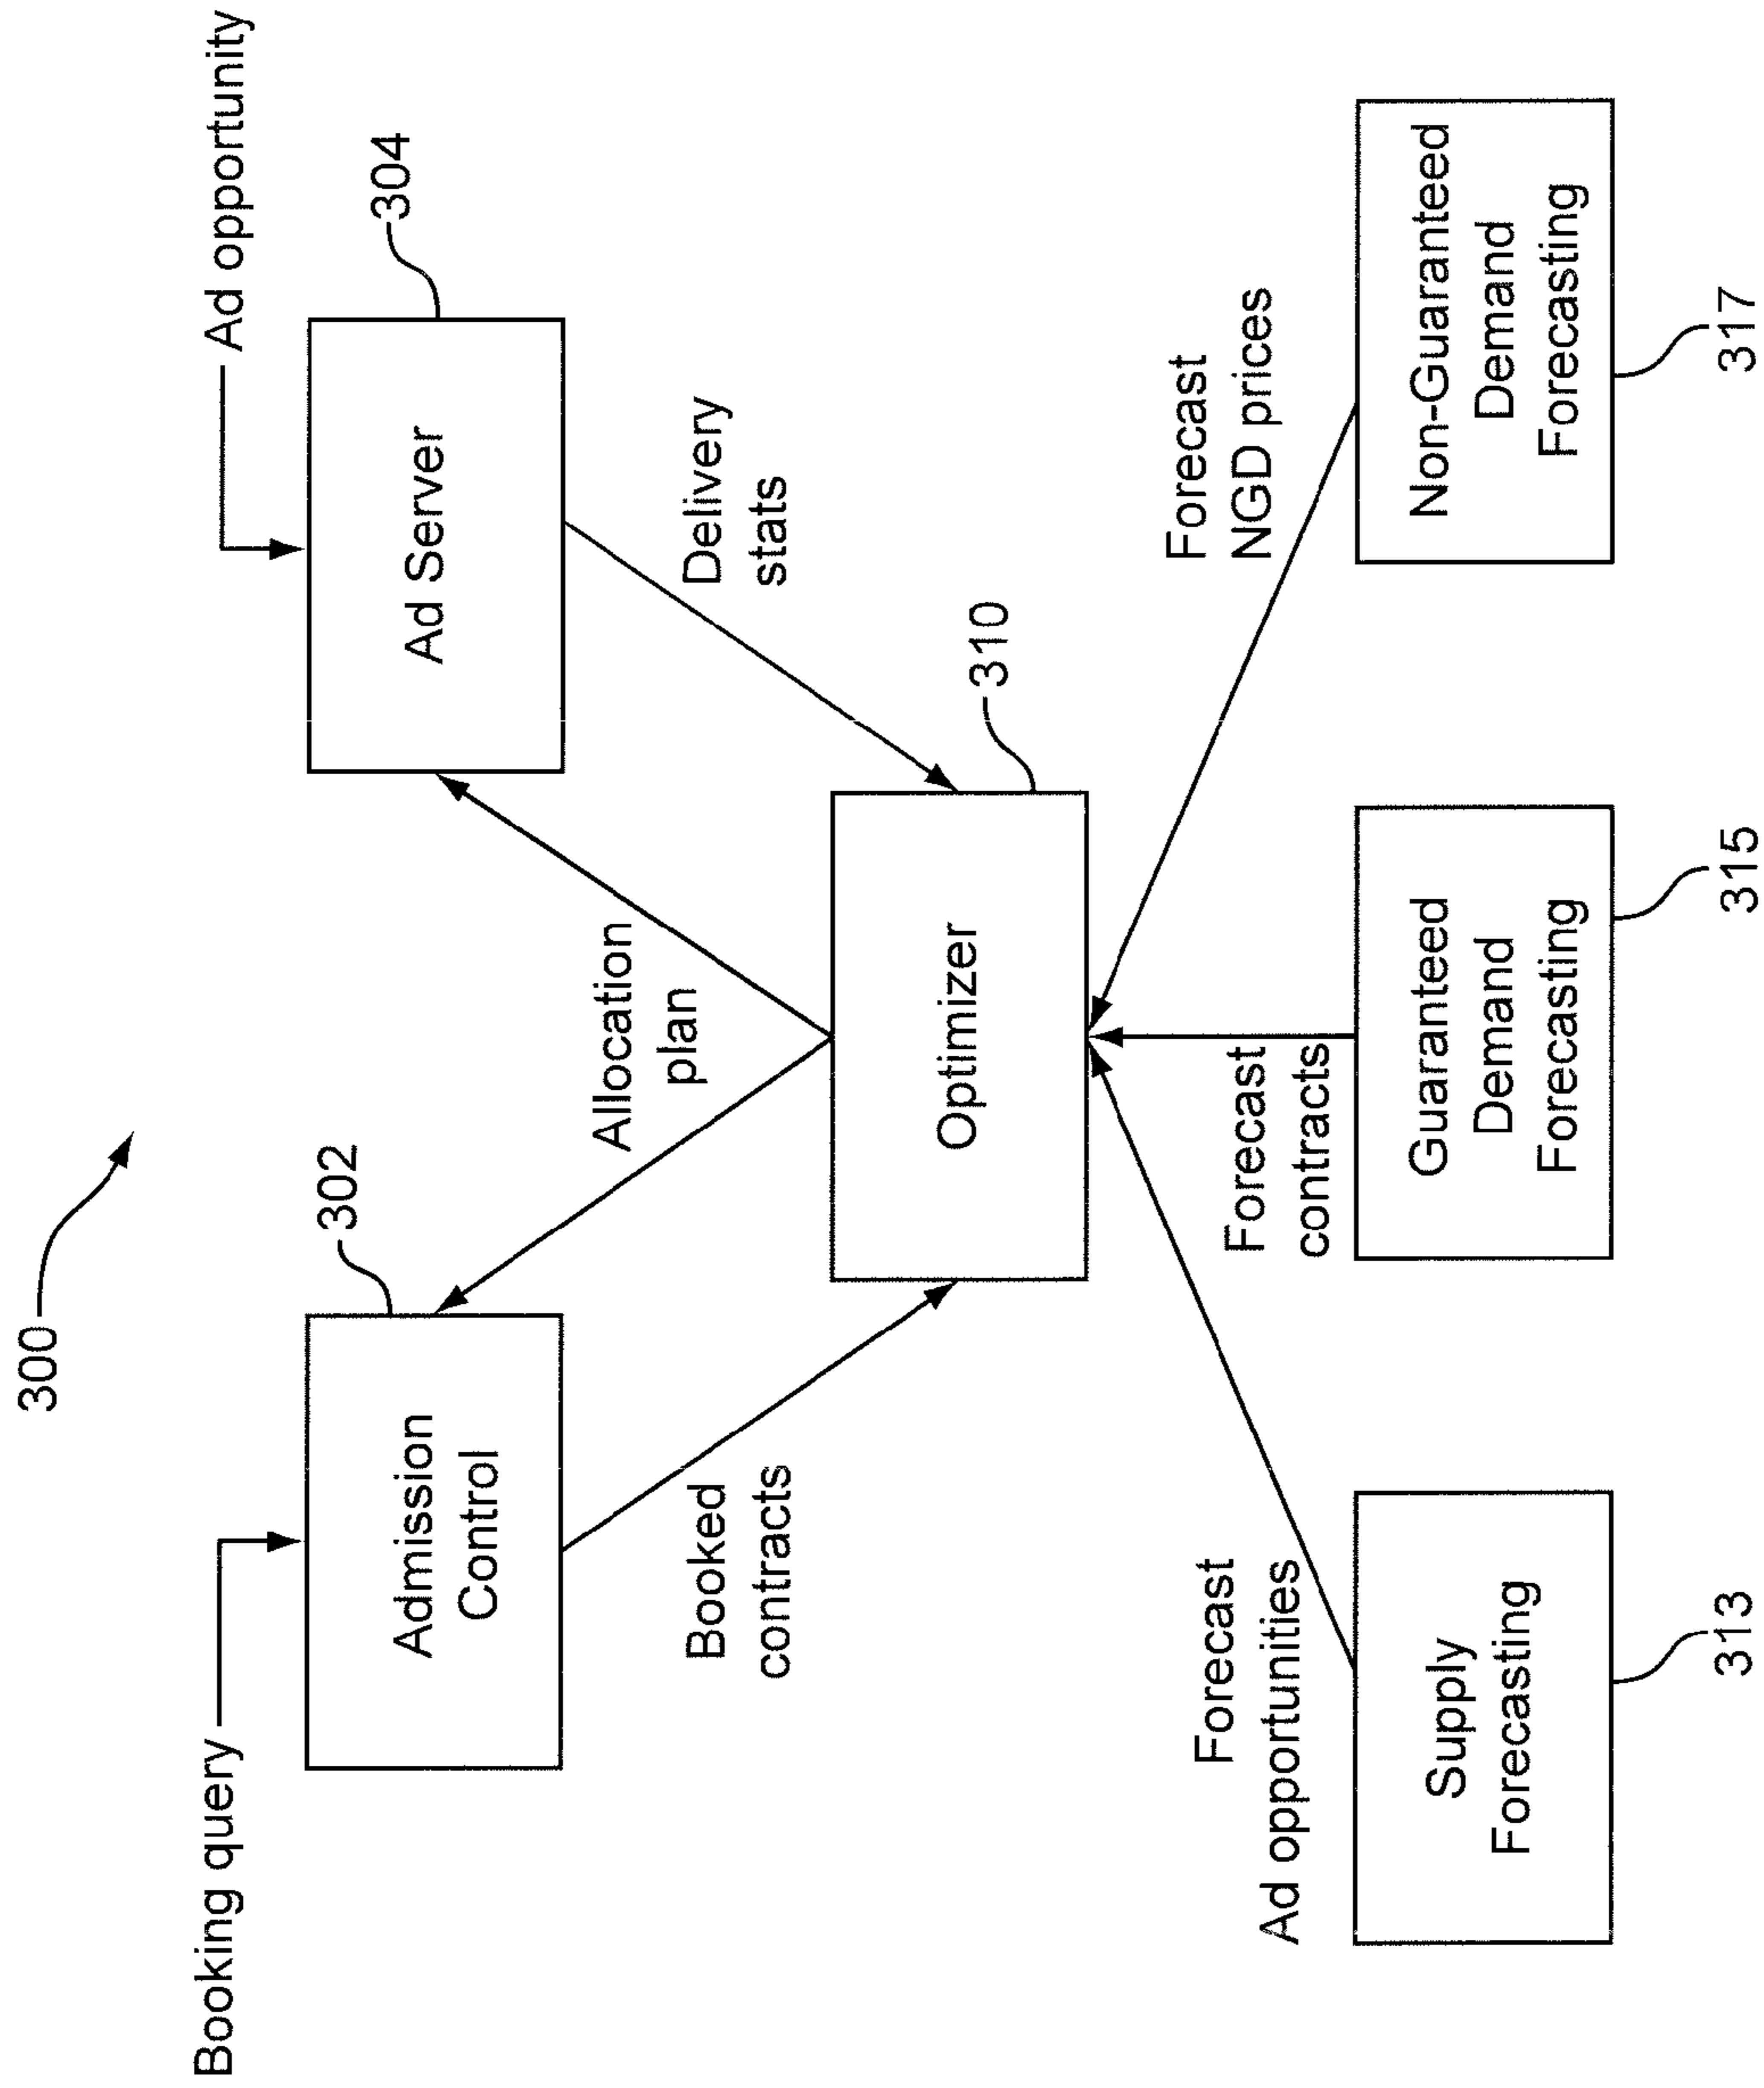 300
Booking query
Ad opportunity
302
304
Admission
Control
Ad Server
Allocation
plan
Booked
contracts
Delivery
stats
310
Optimizer
Forecast
Ad opportunities
Forecast
contracts
Forecast
NGD prices
Supply
Forecasting
Guaranteed
Demand
Forecasting
Non-Guaranteed
Demand
Forecasting
313
315
317